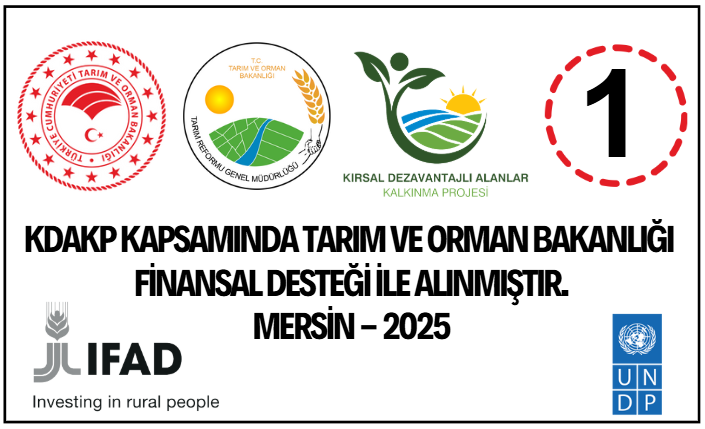 TÜRKİYE CUMHURİYETİ TARIM VE ORMAN BAKANLIĞI
T.C.
TARIM VE ORMAN
BAKANLIĞI
TARIM REFORMU GENEL MÜDÜRLÜĞÜ
KIRSAL DEZAVANTAJLI ALANLAR
KALKINMA PROJESİ
1
KDAKP KAPSAMINDA TARIM VE ORMAN BAKANLIĞI
FİNANSAL DESTEĞİ İLE ALINMIŞTIR.
MERSİN – 2025
IFAD
Investing in rural people
UN
DP